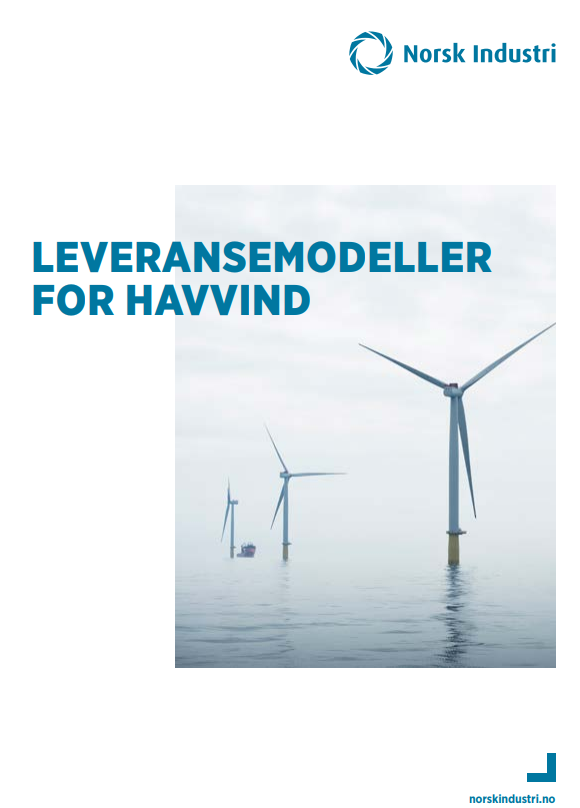 Norsk Industri
LEVERANSEMODELLER
FOR HAVVIND
norskindustri.no